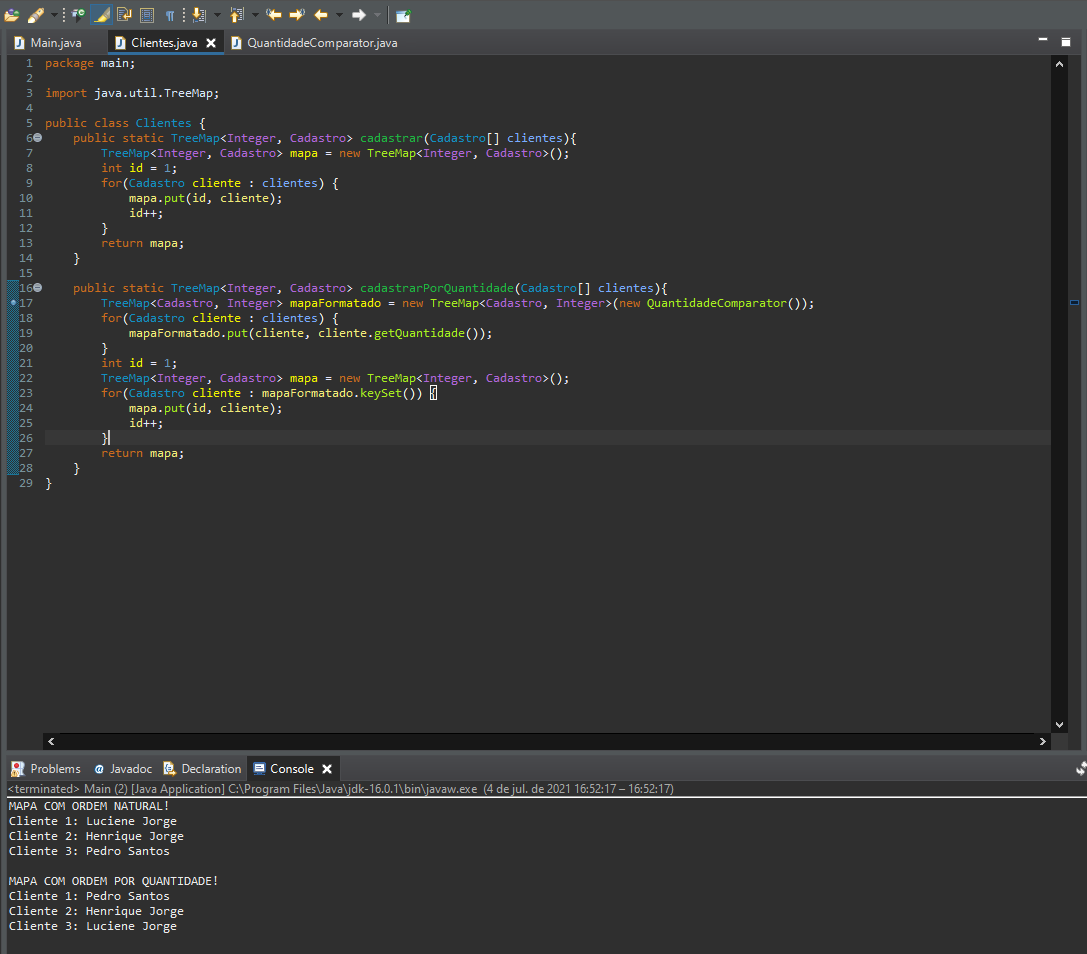 Main.java Clientes.java QuantidadeComparator.java
1 package main;
2
3 import java.util.TreeMap;
4
5 public class Clientes {
6 public static TreeMap<Integer, Cadastro> cadastrar(Cadastro[] clientes){
7 TreeMap<Integer, Cadastro> mapa = new TreeMap<Integer, Cadastro>();
8 int id = 1;
9 for(Cadastro cliente : clientes) {
10 mapa.put(id, cliente);
11 id++;
12 }
13 return mapa;
14 }
15
16 public static TreeMap<Integer, Cadastro> cadastrarPorQuantidade(Cadastro[] clientes){
17 TreeMap<Cadastro, Integer> mapaFormatado = new TreeMap<Cadastro, Integer>(new QuantidadeComparator());
18 for(Cadastro cliente : clientes) {
19 mapaFormatado.put(cliente, cliente.getQuantidade());
20 }
21 int id = 1;
22 TreeMap<Integer, Cadastro> mapa = new TreeMap<Integer, Cadastro>();
23 for(Cadastro cliente : mapaFormatado.keySet()) {
24 mapa.put(id, cliente);
25 id++;
26 }
27 return mapa;
28 }
29 }
Problems Javadoc Declaration Console
<terminated> Main (2) [Java Application] C:\Program Files\Java\jdk-16.0.1\bin\javaw.exe (4 de jul. de 2021 16:52:17 – 16:52:17)
MAPA COM ORDEM NATURAL!
Cliente 1: Luciene Jorge
Cliente 2: Henrique Jorge
Cliente 3: Pedro Santos
MAPA COM ORDEM POR QUANTIDADE!
Cliente 1: Pedro Santos
Cliente 2: Henrique Jorge
Cliente 3: Luciene Jorge